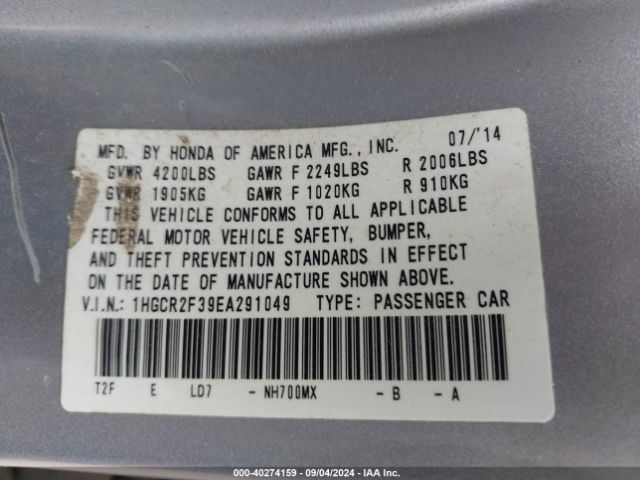 MFD. BY HONDA OF AMERICA MFG., INC. 07/'14
GVWR 4200LBS GAWR F 2249LBS R 2006LBS
GVWR 1905KG GAWR F 1020KG R 910KG
THIS VEHICLE CONFORMS TO ALL APPLICABLE
FEDERAL MOTOR VEHICLE SAFETY, BUMPER,
AND THEFT PREVENTION STANDARDS IN EFFECT
ON THE DATE OF MANUFACTURE SHOWN ABOVE.
V.I.N.: 1HGCR2F39EA291049 TYPE: PASSENGER CAR
T2F E LD7 - NH700MX - B - A
000-40274159 - 09/04/2024 - IAA Inc.